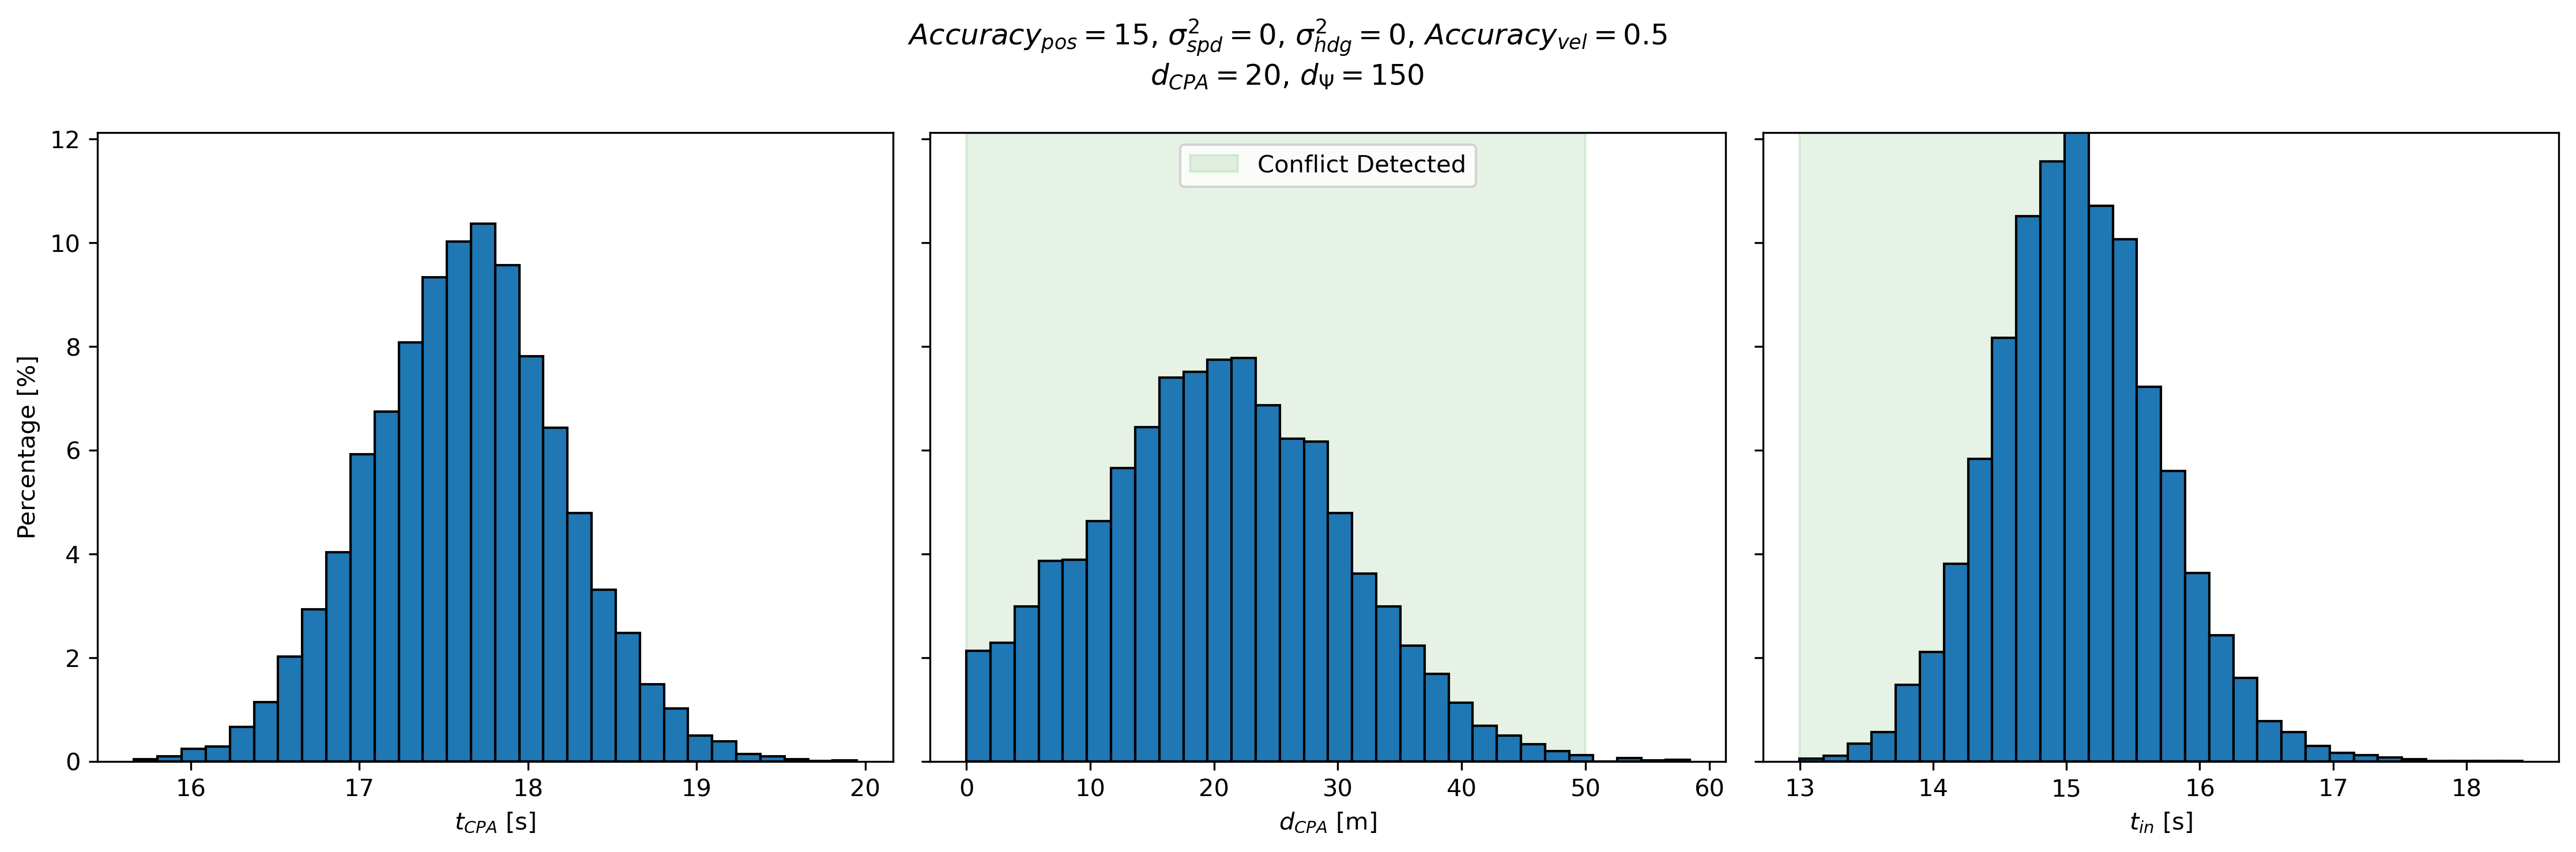 Accuracy_pos = 15, σ²_spd = 0, σ²_hdg = 0, Accuracy_vel = 0.5
d_CPA = 20, d_Ψ = 150
Percentage [%]
12
10
8
6
4
2
0
16 17 18 19 20
t_CPA [s]
Conflict Detected
0 10 20 30 40 50 60
d_CPA [m]
13 14 15 16 17 18
t_in [s]